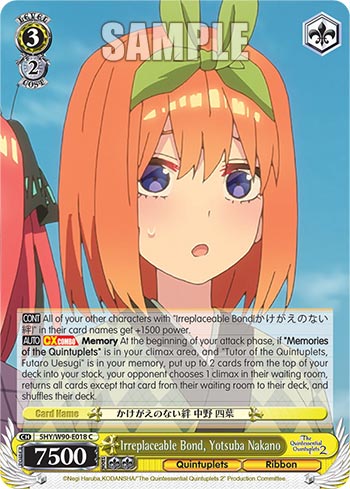 SAMPLE
LEVEL
3
2
COST
CONT All of your other characters with "Irreplaceable Bond(かけがえのない
絆)" in their card names get +1500 power.
AUTO CX COMBO Memory At the beginning of your attack phase, if "Memories
of the Quintuplets" is in your climax area, and "Tutor of the Quintuplets,
Futaro Uesugi" is in your memory, put up to 2 cards from the top of your
deck into your stock, your opponent chooses 1 climax in their waiting room,
returns all cards except that card from their waiting room to their deck, and
shuffles their deck.
Card Name かけがえのない絆 中野 四葉
CH 5HY/W90-E018 C
Irreplaceable Bond, Yotsuba Nakano
The Quintessential Quintuplets 2
7500
Quintuplets Ribbon
©Negi Haruba,KODANSHA/"The Quintessential Quintuplets 2" Production Committee.